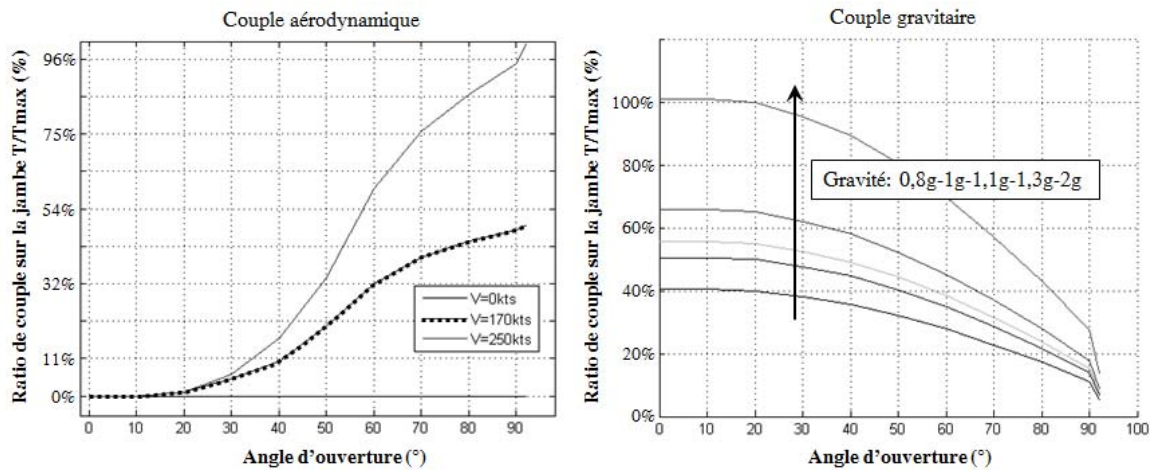 Couple aérodynamique
Ratio de couple sur la jambe T/Tmax (%)
96%
75%
54%
32%
11%
0%
V=0kts
V=170kts
V=250kts
0 10 20 30 40 50 60 70 80 90
Angle d'ouverture (°)
Couple gravitaire
Ratio de couple sur la jambe T/Tmax (%)
100%
80%
60%
40%
20%
0%
Gravité: 0,8g-1g-1,1g-1,3g-2g
0 10 20 30 40 50 60 70 80 90 100
Angle d'ouverture (°)